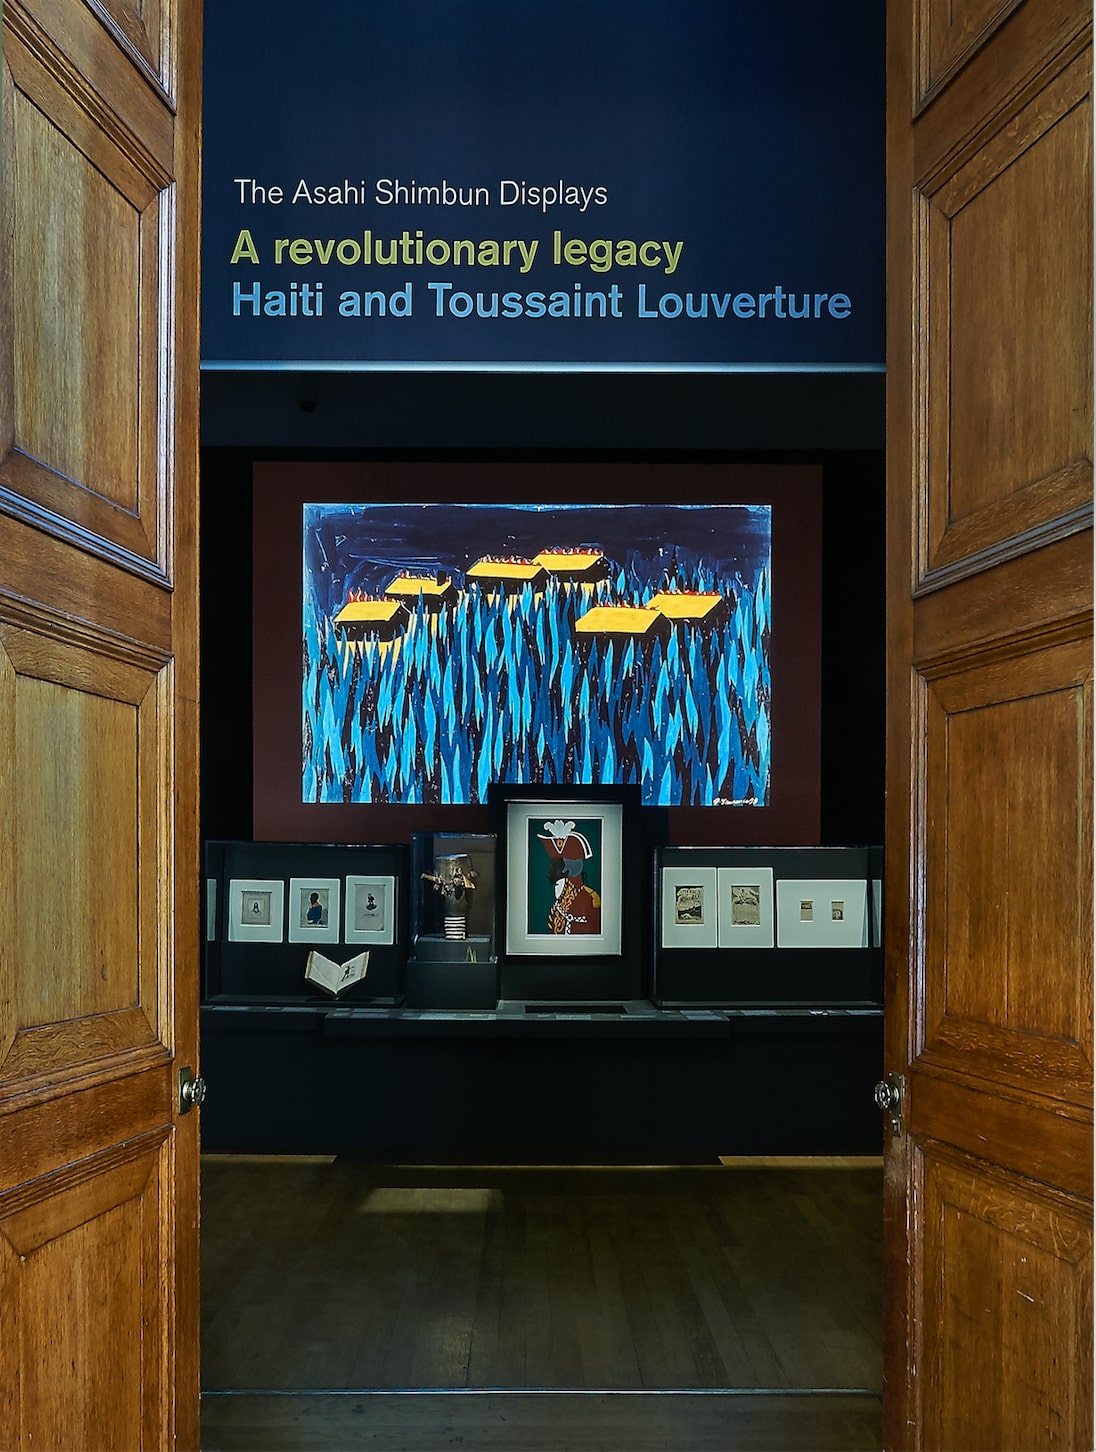 The Asahi Shimbun Displays
A revolutionary legacy
Haiti and Toussaint Louverture